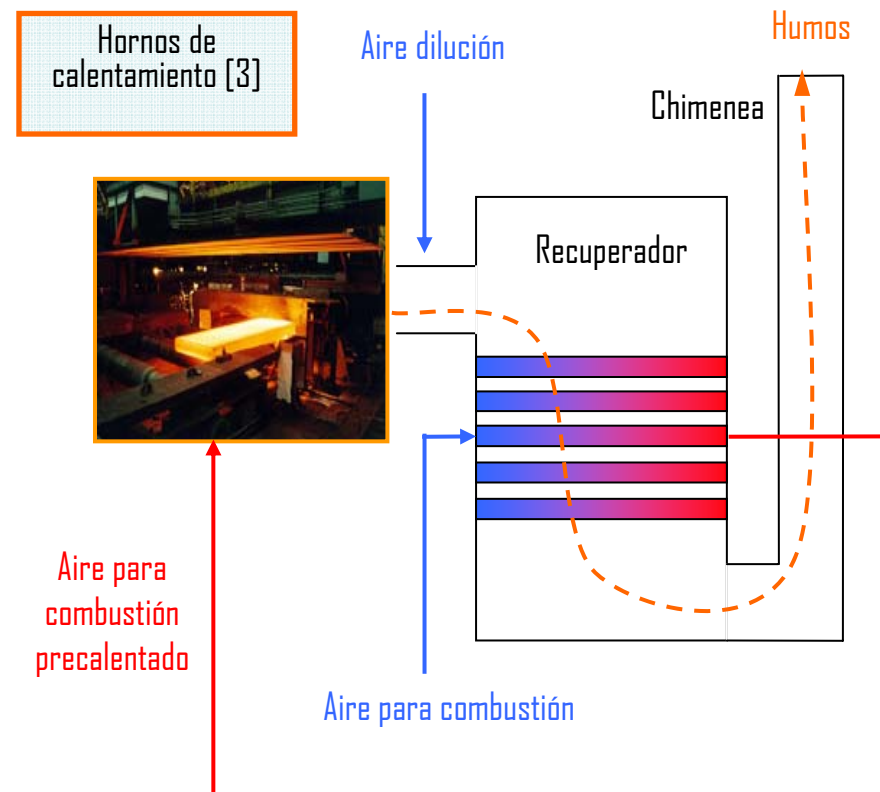 Hornos de
calentamiento [3]
Aire dilución
Humos
Chimenea
Recuperador
Aire para
combustión
precalentado
Aire para combustión